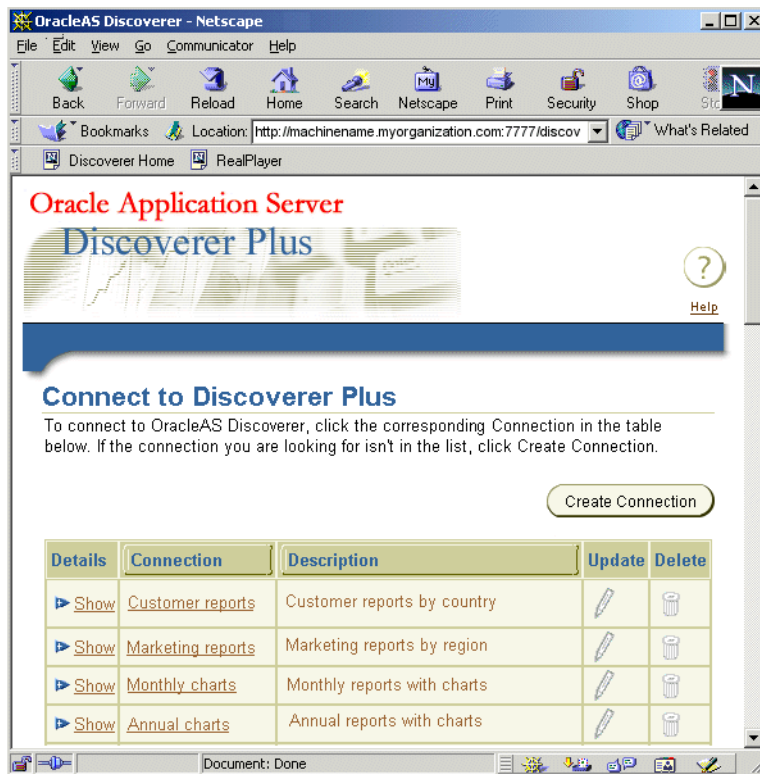 OracleAS Discoverer - Netscape
File Edit View Go Communicator Help
Back Forward Reload Home Search Netscape Print Security Shop
My
N
Bookmarks Location: http://machinename.myorganization.com:7777/discov What's Related
Discoverer Home RealPlayer
Oracle Application Server
Discoverer Plus
?
Help
Connect to Discoverer Plus
To connect to OracleAS Discoverer, click the corresponding Connection in the table
below. If the connection you are looking for isn't in the list, click Create Connection.
Create Connection
Details Connection Description Update Delete
Show Customer reports Customer reports by country
Show Marketing reports Marketing reports by region
Show Monthly charts Monthly reports with charts
Show Annual charts Annual reports with charts
Document: Done